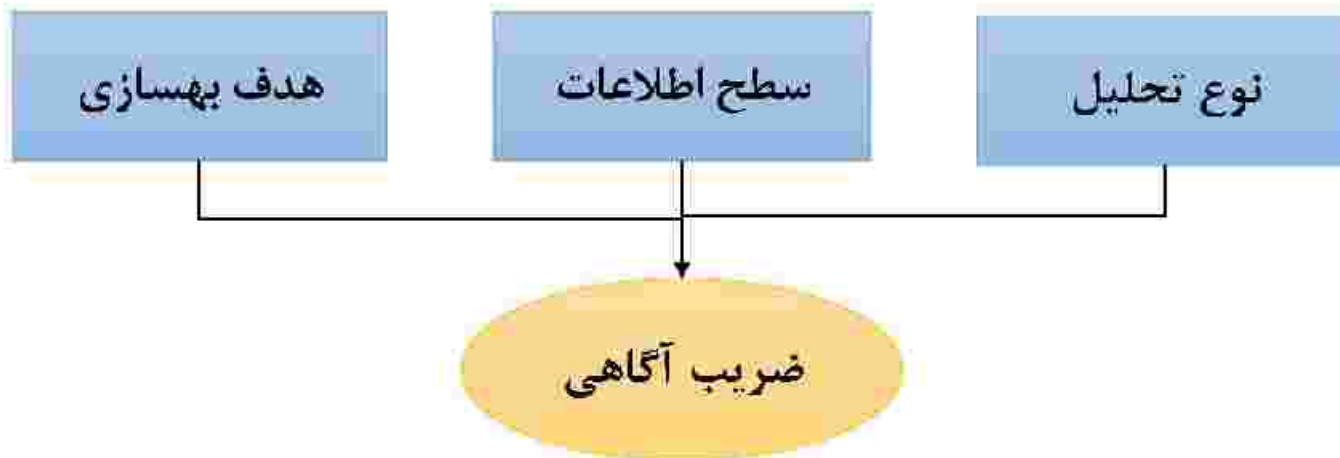 نوع تحلیل
سطح اطلاعات
هدف بهسازی
ضریب آگاهی